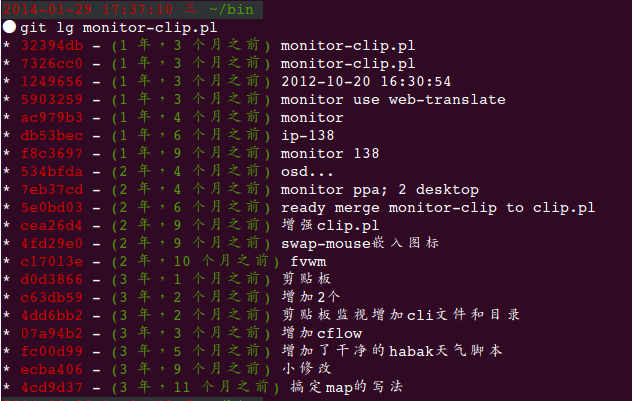 2014-01-29 17:37:10 三 ~/bin
git lg monitor-clip.pl
* 32394db - (1 年，3 个月之前) monitor-clip.pl
* 7326cc0 - (1 年，3 个月之前) monitor-clip.pl
* 1249656 - (1 年，3 个月之前) 2012-10-20 16:30:54
* 5903259 - (1 年，3 个月之前) monitor use web-translate
* ac979b3 - (1 年，4 个月之前) monitor
* db53bec - (1 年，6 个月之前) ip-138
* f8c3697 - (1 年，9 个月之前) monitor 138
* 534bfda - (2 年，4 个月之前) osd...
* 7eb37cd - (2 年，4 个月之前) monitor ppa; 2 desktop
* 5e0bd03 - (2 年，6 个月之前) ready merge monitor-clip to clip.pl
* cea26d4 - (2 年，9 个月之前) 增强clip.pl
* 4fd29e0 - (2 年，9 个月之前) swap-mouse嵌入图标
* c17013e - (2 年，10 个月之前) fvwm
* d0d3866 - (3 年，1 个月之前) 剪贴板
* c63db59 - (3 年，2 个月之前) 增加2个
* 4dd6bb2 - (3 年，2 个月之前) 剪贴板监视增加cli文件和目录
* 07a94b2 - (3 年，3 个月之前) 增加cflow
* fc00d99 - (3 年，5 个月之前) 增加了干净的habak天气脚本
* ecba406 - (3 年，9 个月之前) 小修改
* 4cd9d37 - (3 年，11 个月之前) 搞定map的写法